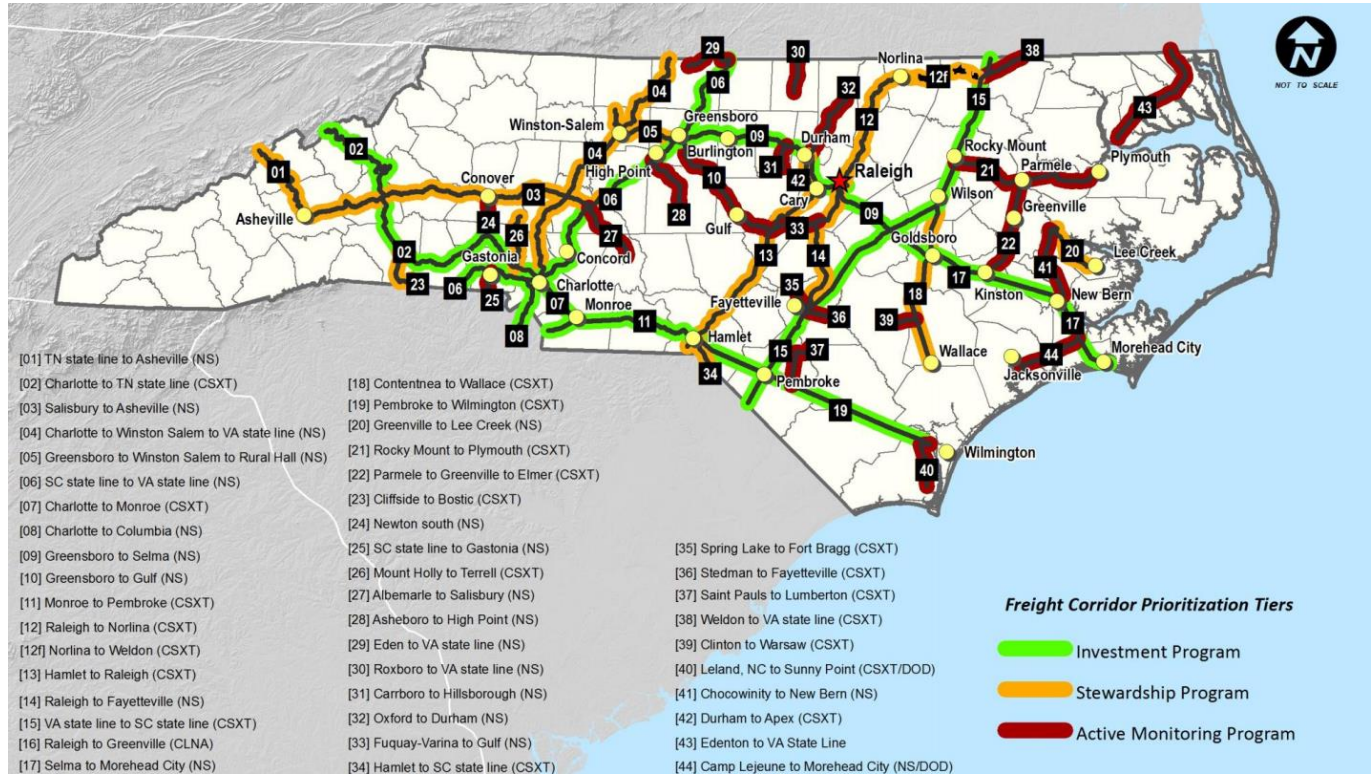 N
NOT TO SCALE
29
30
38
Norlina
12f
04
06
32
15
43
12
Winston-Salem
05
Greensboro
09
Durham
02
04
Burlington
31
Rocky Mount
Plymouth
01
High Point
42
Raleigh
21
Parmele
Conover
03
10
Cary
Wilson
06
09
Greenville
Asheville
24
28
Gulf
33
26
27
Goldsboro
22
20
Lee Creek
02
Gastonia
Concord
13
14
41
23
06
Charlotte
35
17
Kinston
New Bern
25
07
Monroe
Fayetteville
18
17
08
11
36
39
Hamlet
Wallace
Morehead City
15
37
44
Jacksonville
34
Pembroke
19
Wilmington
40
[01] TN state line to Asheville (NS)
[02] Charlotte to TN state line (CSXT)
[03] Salisbury to Asheville (NS)
[04] Charlotte to Winston Salem to VA state line (NS)
[05] Greensboro to Winston Salem to Rural Hall (NS)
[06] SC state line to VA state line (NS)
[07] Charlotte to Monroe (CSXT)
[08] Charlotte to Columbia (NS)
[09] Greensboro to Selma (NS)
[10] Greensboro to Gulf (NS)
[11] Monroe to Pembroke (CSXT)
[12] Raleigh to Norlina (CSXT)
[12f] Norlina to Weldon (CSXT)
[13] Hamlet to Raleigh (CSXT)
[14] Raleigh to Fayetteville (NS)
[15] VA state line to SC state line (CSXT)
[16] Raleigh to Greenville (CLNA)
[17] Selma to Morehead City (NS)
[18] Contentnea to Wallace (CSXT)
[19] Pembroke to Wilmington (CSXT)
[20] Greenville to Lee Creek (NS)
[21] Rocky Mount to Plymouth (CSXT)
[22] Parmele to Greenville to Elmer (CSXT)
[23] Cliffside to Bostic (CSXT)
[24] Newton south (NS)
[25] SC state line to Gastonia (NS)
[26] Mount Holly to Terrell (CSXT)
[27] Albemarle to Salisbury (NS)
[28] Asheboro to High Point (NS)
[29] Eden to VA state line (NS)
[30] Roxboro to VA state line (NS)
[31] Carrboro to Hillsborough (NS)
[32] Oxford to Durham (NS)
[33] Fuquay-Varina to Gulf (NS)
[34] Hamlet to SC state line (CSXT)
[35] Spring Lake to Fort Bragg (CSXT)
[36] Stedman to Fayetteville (CSXT)
[37] Saint Pauls to Lumberton (CSXT)
[38] Weldon to VA state line (CSXT)
[39] Clinton to Warsaw (CSXT)
[40] Leland, NC to Sunny Point (CSXT/DOD)
[41] Chocowinity to New Bern (NS)
[42] Durham to Apex (CSXT)
[43] Edenton to VA State Line
[44] Camp Lejeune to Morehead City (NS/DOD)
Freight Corridor Prioritization Tiers
Investment Program
Stewardship Program
Active Monitoring Program